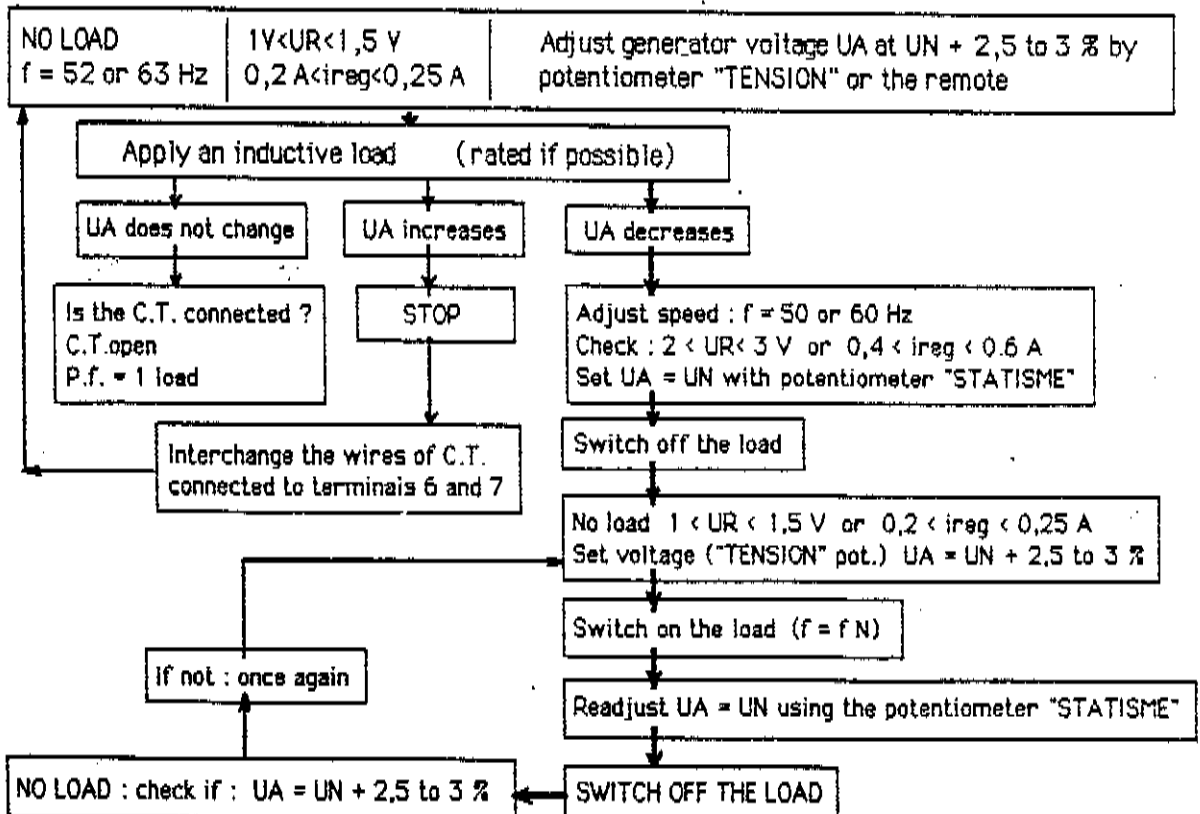 NO LOAD
f = 52 or 63 Hz
1V<UR<1,5 V
0,2 A<ireg<0,25 A
Adjust generator voltage UA at UN + 2,5 to 3 % by
potentiometer "TENSION" or the remote
Apply an inductive load (rated if possible)
UA does not change
UA increases
UA decreases
Is the C.T. connected ?
C.T.open
P.f. = 1 load
STOP
Adjust speed : f = 50 or 60 Hz
Check : 2 < UR< 3 V or 0,4 < ireg < 0.6 A
Set UA = UN with potentiometer "STATISME"
Interchange the wires of C.T.
connected to terminals 6 and 7
Switch off the load
No load 1 < UR < 1,5 V or 0,2 < ireg < 0,25 A
Set voltage ("TENSION" pot.) UA = UN + 2,5 to 3 %
Switch on the load (f = f N)
If not : once again
Readjust UA = UN using the potentiometer "STATISME"
NO LOAD : check if : UA = UN + 2,5 to 3 %
SWITCH OFF THE LOAD